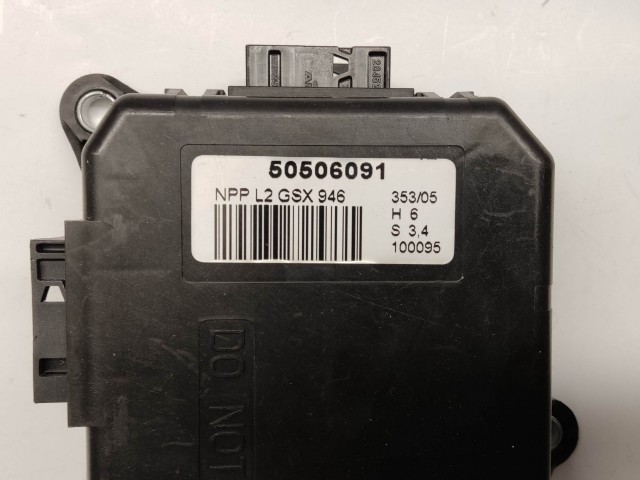 50506091
NPP L2 GSX 946
353/05
H 6
S 3,4
100095
DO NOT